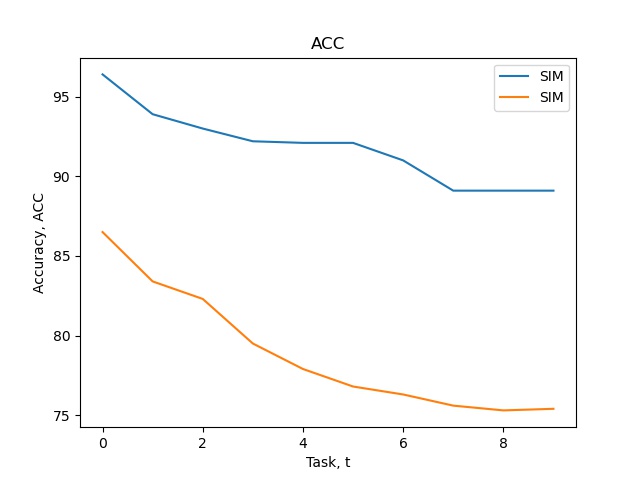 ACC
SIM
SIM
95
90
85
80
75
Accuracy, ACC
0 2 4 6 8
Task, t